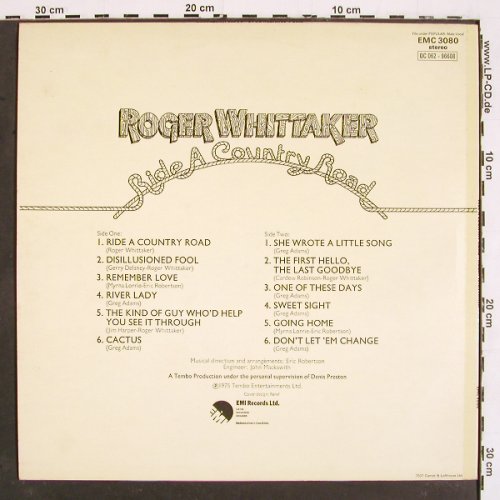 30 cm
20 cm
10 cm
www.LP-CD.de
10 cm
20 cm
30 cm
EMC 3080
stereo
ROGER WHITTAKER
Ride A Country Road
Side One:
1. RIDE A COUNTRY ROAD
(Roger Whittaker)
2. DISILLUSIONED FOOL
(Gerry Delaney-Roger Whittaker)
3. REMEMBER LOVE
(Myrna Lorrie-Eric Robertson)
4. RIVER LADY
(Greg Adams)
5. THE KIND OF GUY WHO'D HELP
YOU SEE IT THROUGH
(Jim Harper-Roger Whittaker)
6. CACTUS
(Greg Adams)
Side Two:
1. SHE WROTE A LITTLE SONG
(Greg Adams)
2. THE FIRST HELLO,
THE LAST GOODBYE
(Cardew Robinson-Roger Whittaker)
3. ONE OF THESE DAYS
(Greg Adams)
4. SWEET SIGHT
(Greg Adams)
5. GOING HOME
(Myrna Lorrie-Eric Robertson)
6. DON'T LET 'EM CHANGE
(Greg Adams)
Musical direction and arrangements: Eric Robertson
Engineer: John Mackswith
A Tembo Production under the personal supervision of Denis Preston
℗1975 Tembo Entertainments Ltd.
EMI Records Ltd.